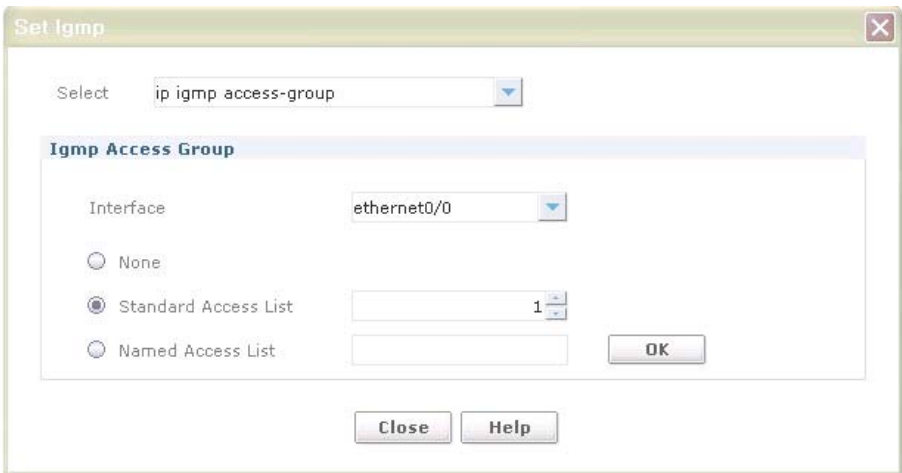 Set Igmp
Select ip igmp access-group
Igmp Access Group
Interface ethernet0/0
None
Standard Access List 1
Named Access List OK
Close Help